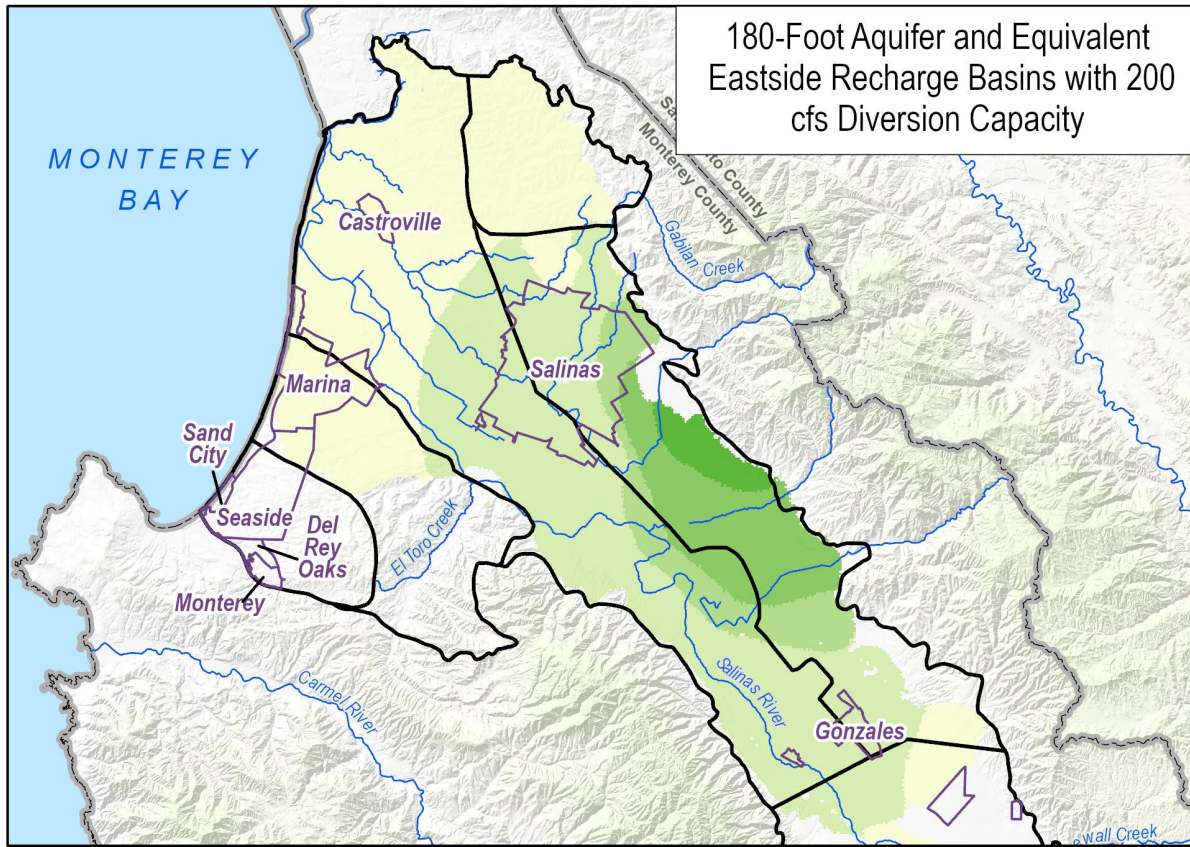 180-Foot Aquifer and Equivalent
Eastside Recharge Basins with 200
cfs Diversion Capacity
MONTEREY
BAY
Monterey County
Castroville
Gabilan Creek
Marina
Salinas
Sand
City
Seaside
Del
Rey
Oaks
El Toro Creek
Monterey
Carmel River
Salinas River
Gonzales
Creek